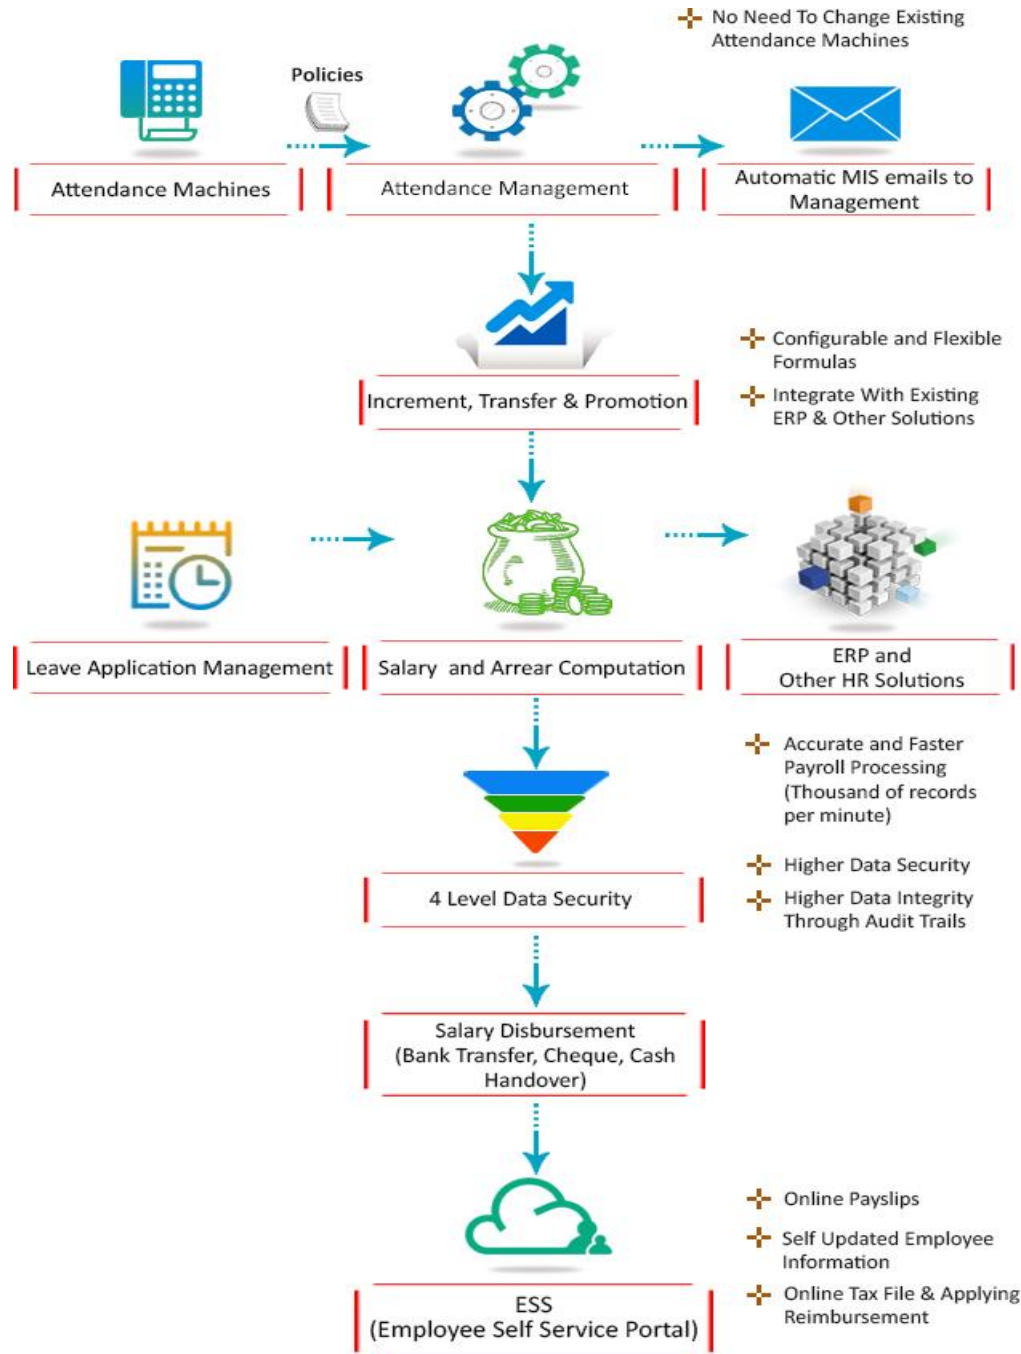 No Need To Change Existing
Attendance Machines
Policies
Attendance Machines
Attendance Management
Automatic MIS emails to
Management
Configurable and Flexible
Formulas
Integrate With Existing
ERP & Other Solutions
Increment, Transfer & Promotion
Leave Application Management
Salary and Arrear Computation
ERP and
Other HR Solutions
Accurate and Faster
Payroll Processing
(Thousand of records
per minute)
Higher Data Security
Higher Data Integrity
Through Audit Trails
4 Level Data Security
Salary Disbursement
(Bank Transfer, Cheque, Cash
Handover)
Online Payslips
Self Updated Employee
Information
Online Tax File & Applying
Reimbursement
ESS
(Employee Self Service Portal)